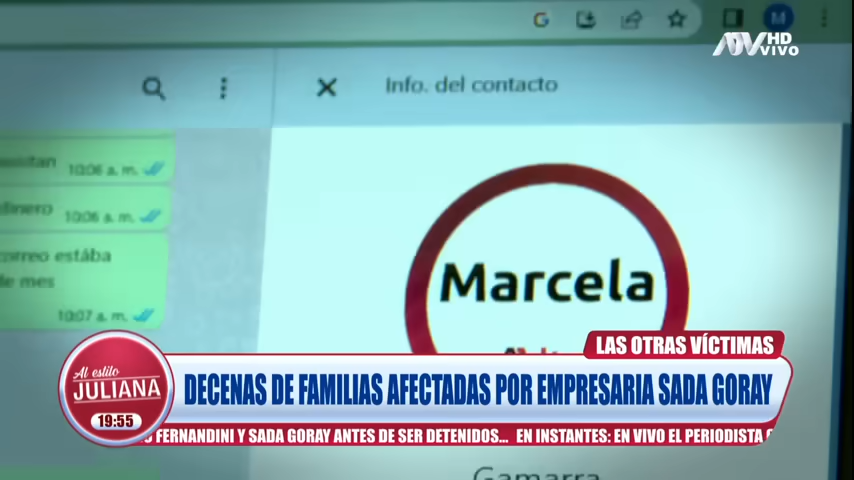 HD
ATV VIVO
Info. del contacto
M
10:06 a. m.
dinero 10:06 a. m.
correo estába
de mes
10:07 a. m.
Marcela
Gamarra
LAS OTRAS VÍCTIMAS
Al estilo
JULIANA
DECENAS DE FAMILIAS AFECTADAS POR EMPRESARIA SADA GORAY
19:55
FERNANDINI Y SADA GORAY ANTES DE SER DETENIDOS... EN INSTANTES: EN VIVO EL PERIODISTA